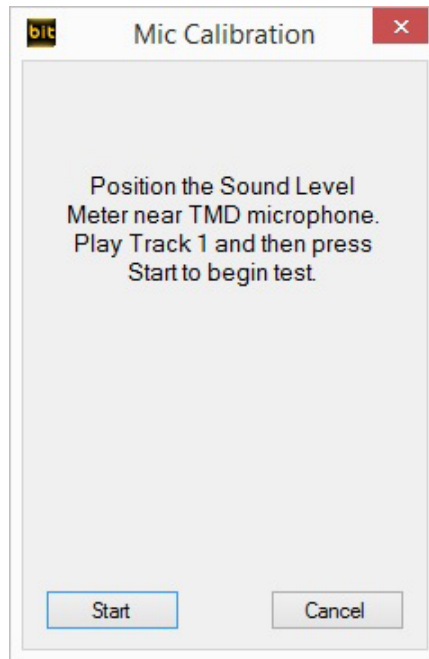 bit
Mic Calibration
Position the Sound Level
Meter near TMD microphone.
Play Track 1 and then press
Start to begin test.
Start
Cancel